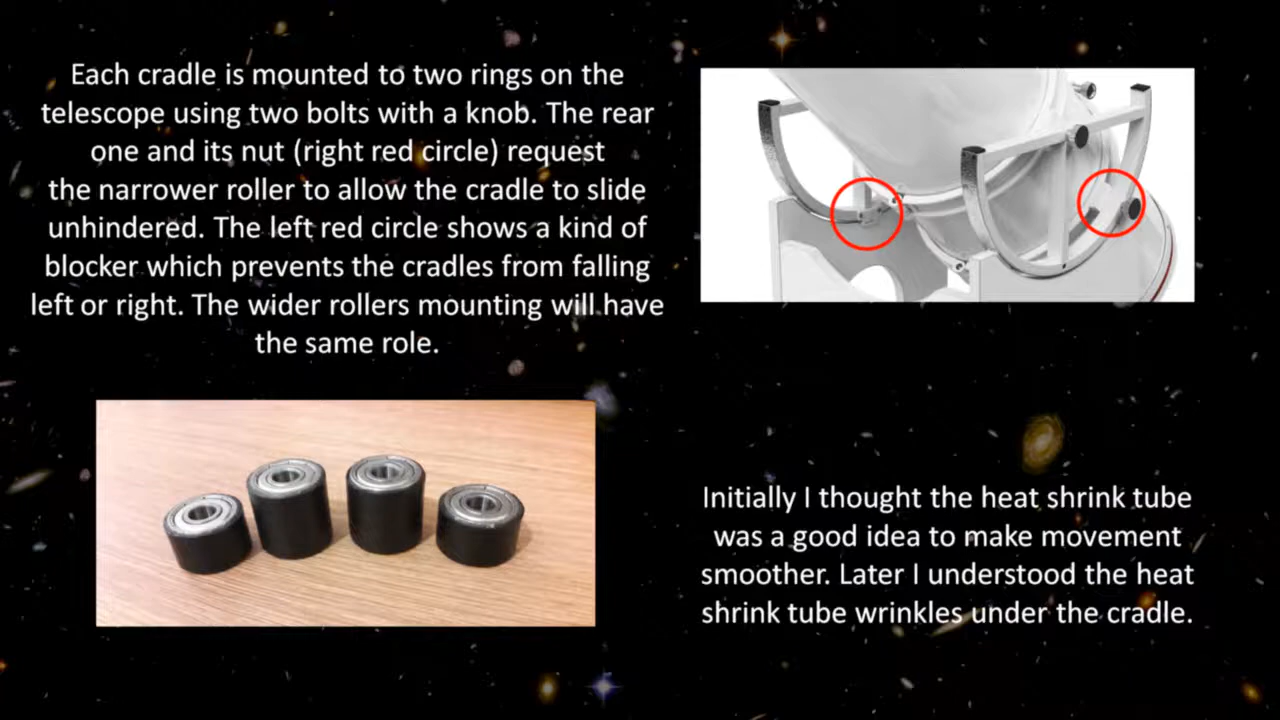 Each cradle is mounted to two rings on the
telescope using two bolts with a knob. The rear
one and its nut (right red circle) request
the narrower roller to allow the cradle to slide
unhindered. The left red circle shows a kind of
blocker which prevents the cradles from falling
left or right. The wider rollers mounting will have
the same role.
Initially I thought the heat shrink tube
was a good idea to make movement
smoother. Later I understood the heat
shrink tube wrinkles under the cradle.